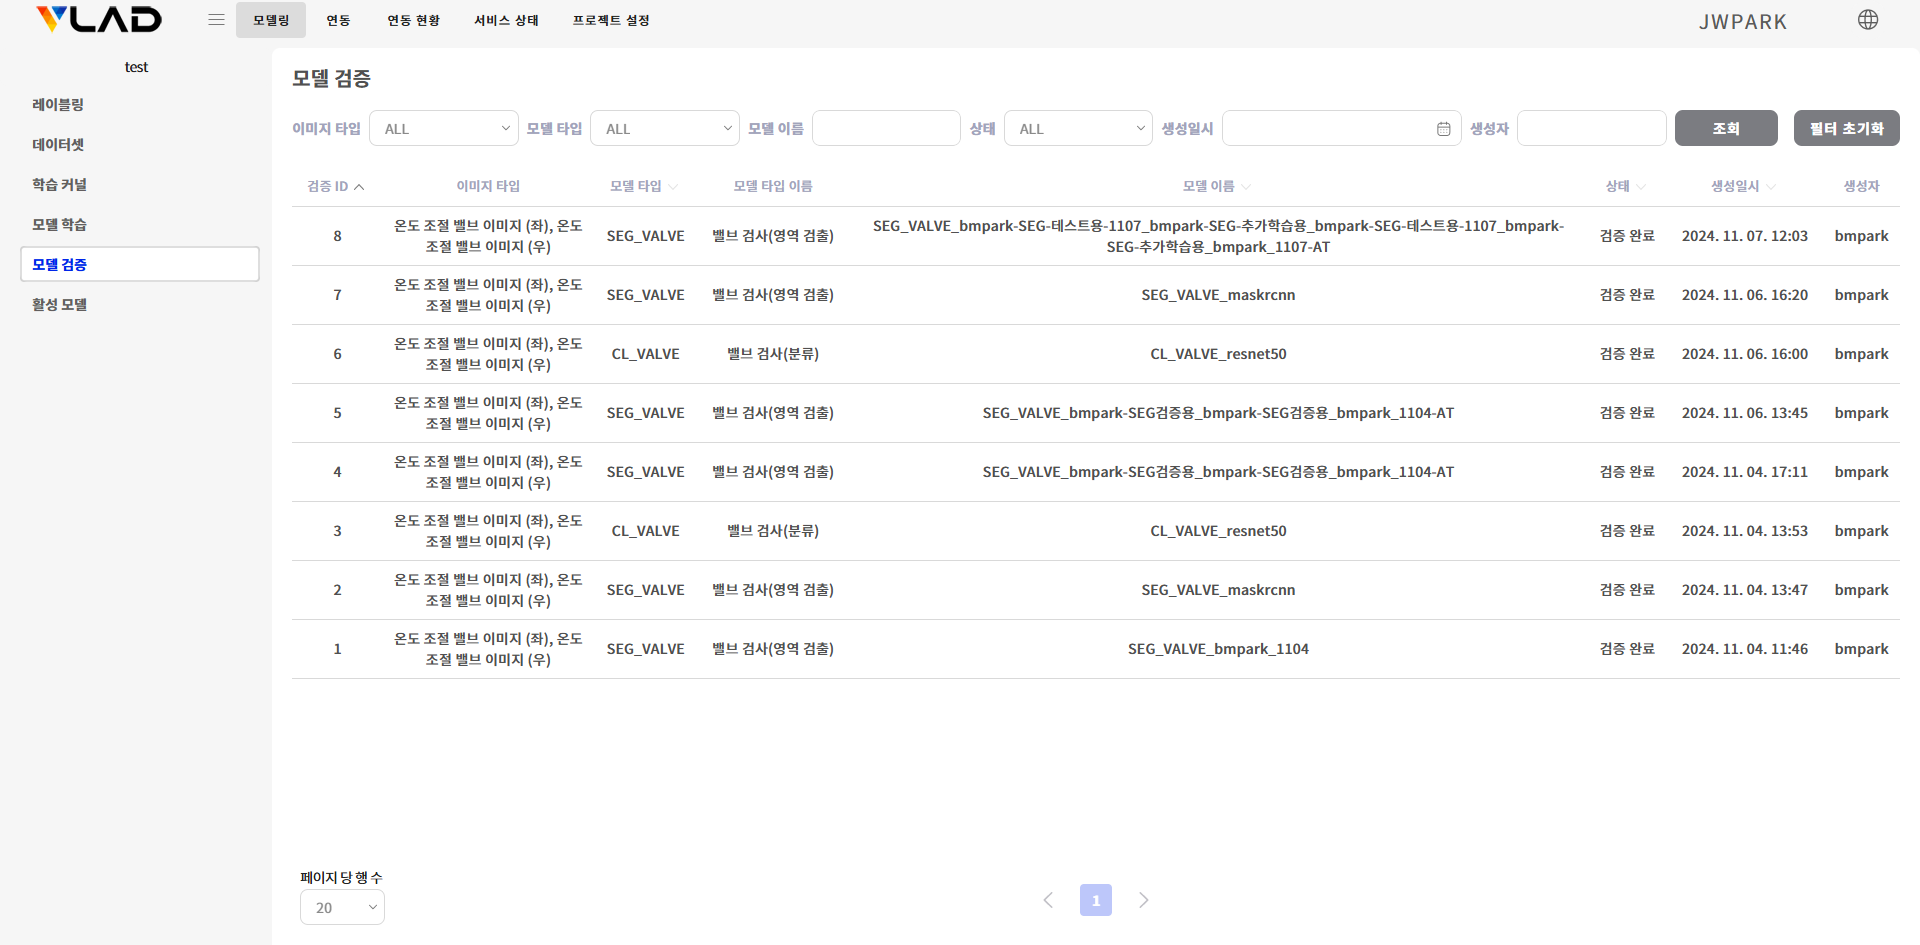 VLAD
모델링 연동 연동 현황 서비스 상태 프로젝트 설정
JWPARK
test
레이블링
데이터셋
학습 커널
모델 학습
모델 검증
활성 모델
모델 검증
이미지 타입 ALL 모델 타입 ALL 모델 이름 상태 ALL 생성일시 생성자 조회 필터 초기화
검증 ID 이미지 타입 모델 타입 모델 타입 이름 모델 이름 상태 생성일시 생성자
8 온도 조절 밸브 이미지 (좌), 온도 조절 밸브 이미지 (우) SEG_VALVE 밸브 검사(영역 검출) SEG_VALVE_bmpark-SEG-테스트용-1107_bmpark-SEG-추가학습용_bmpark-SEG-테스트용-1107_bmpark-SEG-추가학습용_bmpark_1107-AT 검증 완료 2024. 11. 07. 12:03 bmpark
7 온도 조절 밸브 이미지 (좌), 온도 조절 밸브 이미지 (우) SEG_VALVE 밸브 검사(영역 검출) SEG_VALVE_maskrcnn 검증 완료 2024. 11. 06. 16:20 bmpark
6 온도 조절 밸브 이미지 (좌), 온도 조절 밸브 이미지 (우) CL_VALVE 밸브 검사(분류) CL_VALVE_resnet50 검증 완료 2024. 11. 06. 16:00 bmpark
5 온도 조절 밸브 이미지 (좌), 온도 조절 밸브 이미지 (우) SEG_VALVE 밸브 검사(영역 검출) SEG_VALVE_bmpark-SEG검증용_bmpark-SEG검증용_bmpark_1104-AT 검증 완료 2024. 11. 06. 13:45 bmpark
4 온도 조절 밸브 이미지 (좌), 온도 조절 밸브 이미지 (우) SEG_VALVE 밸브 검사(영역 검출) SEG_VALVE_bmpark-SEG검증용_bmpark-SEG검증용_bmpark_1104-AT 검증 완료 2024. 11. 04. 17:11 bmpark
3 온도 조절 밸브 이미지 (좌), 온도 조절 밸브 이미지 (우) CL_VALVE 밸브 검사(분류) CL_VALVE_resnet50 검증 완료 2024. 11. 04. 13:53 bmpark
2 온도 조절 밸브 이미지 (좌), 온도 조절 밸브 이미지 (우) SEG_VALVE 밸브 검사(영역 검출) SEG_VALVE_maskrcnn 검증 완료 2024. 11. 04. 13:47 bmpark
1 온도 조절 밸브 이미지 (좌), 온도 조절 밸브 이미지 (우) SEG_VALVE 밸브 검사(영역 검출) SEG_VALVE_bmpark_1104 검증 완료 2024. 11. 04. 11:46 bmpark
페이지 당 행 수
20
1